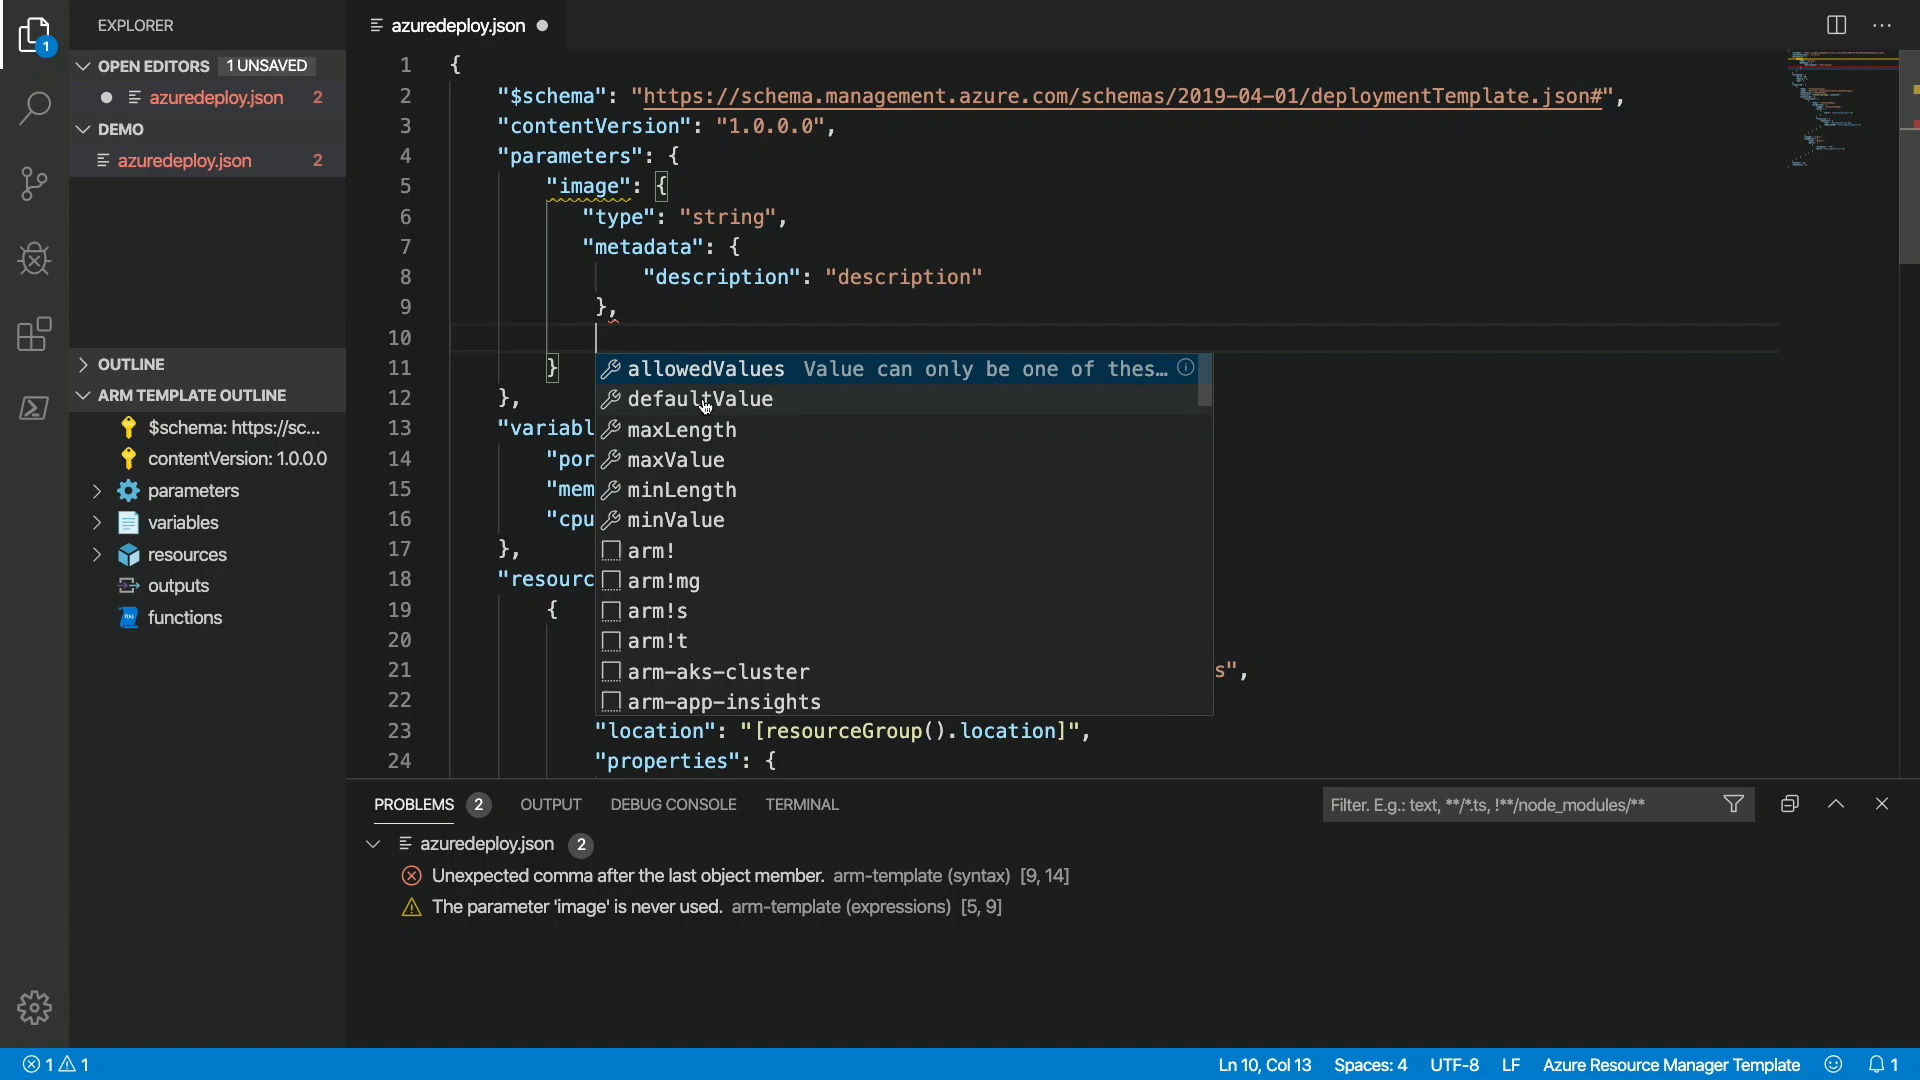 EXPLORER
OPEN EDITORS 1 UNSAVED
azuredeploy.json 2
DEMO
azuredeploy.json 2
OUTLINE
ARM TEMPLATE OUTLINE
$schema: https://sc...
contentVersion: 1.0.0.0
parameters
variables
resources
outputs
functions
1
azuredeploy.json
1 {
2 "$schema": "https://schema.management.azure.com/schemas/2019-04-01/deploymentTemplate.json#",
3 "contentVersion": "1.0.0.0",
4 "parameters": {
5 "image": {
6 "type": "string",
7 "metadata": {
8 "description": "description"
9 },
10
11 }
12 },
13 "variabl
14 "por
15 "mem
16 "cpu
17 },
18 "resourc
19 {
20
21 s",
22
23 "location": "[resourceGroup().location]",
24 "properties": {
allowedValues Value can only be one of thes...
defaultValue
maxLength
maxValue
minLength
minValue
arm!
arm!mg
arm!s
arm!t
arm-aks-cluster
arm-app-insights
PROBLEMS 2 OUTPUT DEBUG CONSOLE TERMINAL
Filter. E.g.: text, **/*.ts, !**/node_modules/**
azuredeploy.json 2
Unexpected comma after the last object member. arm-template (syntax) [9, 14]
The parameter 'image' is never used. arm-template (expressions) [5, 9]
1 1
Ln 10, Col 13 Spaces: 4 UTF-8 LF Azure Resource Manager Template 1